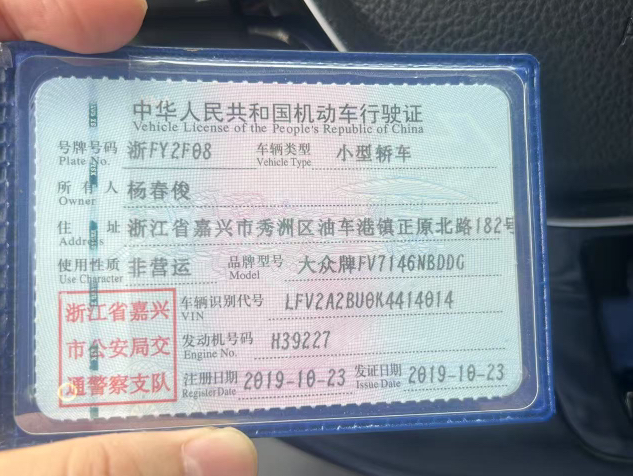 中华人民共和国机动车行驶证
Vehicle License of the People's Republic of China
号牌号码 浙FY2F08 车辆类型 小型轿车
Plate No. Vehicle Type
所有人 杨春俊
Owner
住址 浙江省嘉兴市秀洲区油车港镇正原北路182号
Address
使用性质 非营运 品牌型号 大众牌FV7146NBDDG
Use Character Model
浙江省嘉兴
市公安局交
通警察支队
车辆识别代号 LFV2A2BU0K4414014
VIN
发动机号码 H39227
Engine No.
注册日期 2019-10-23 发证日期 2019-10-23
Register Date Issue Date